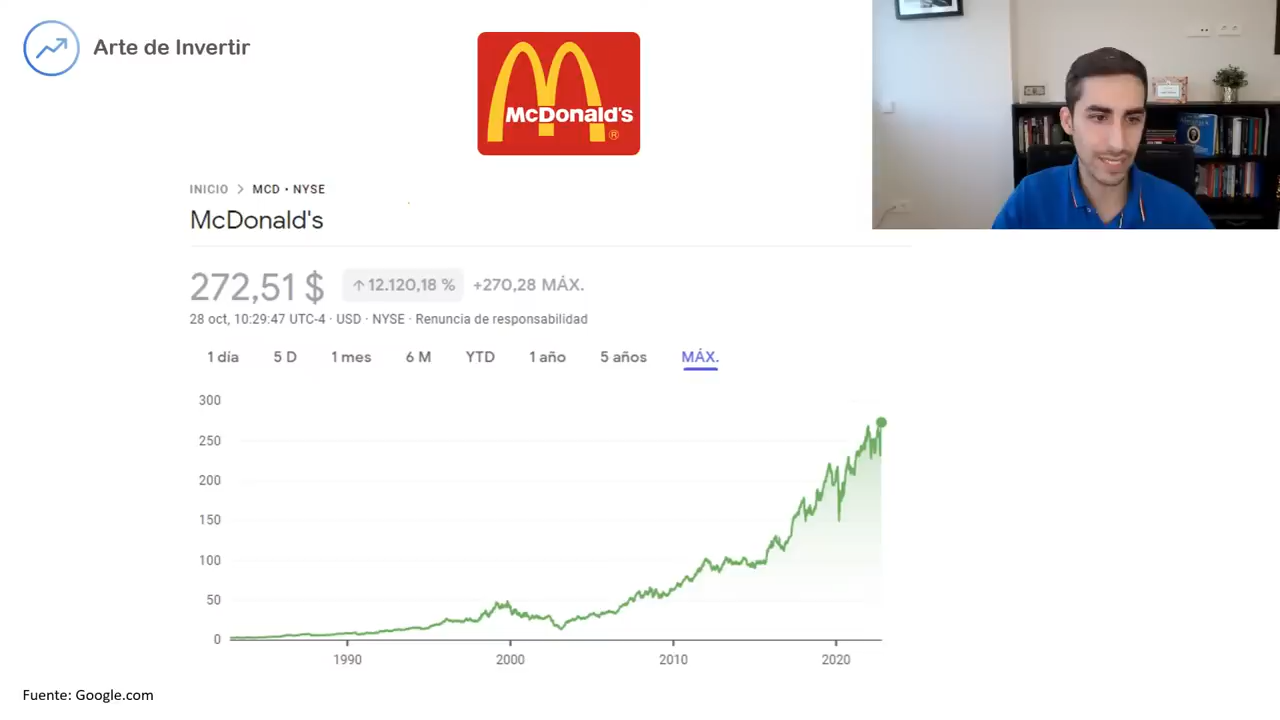 Arte de Invertir
McDonald's
®
INICIO > MCD • NYSE
McDonald's
272,51 $ ↑ 12.120,18 % +270,28 MÁX.
28 oct, 10:29:47 UTC-4 · USD · NYSE · Renuncia de responsabilidad
1 día 5 D 1 mes 6 M YTD 1 año 5 años MÁX.
300
250
200
150
100
50
0
1990 2000 2010 2020
Fuente: Google.com